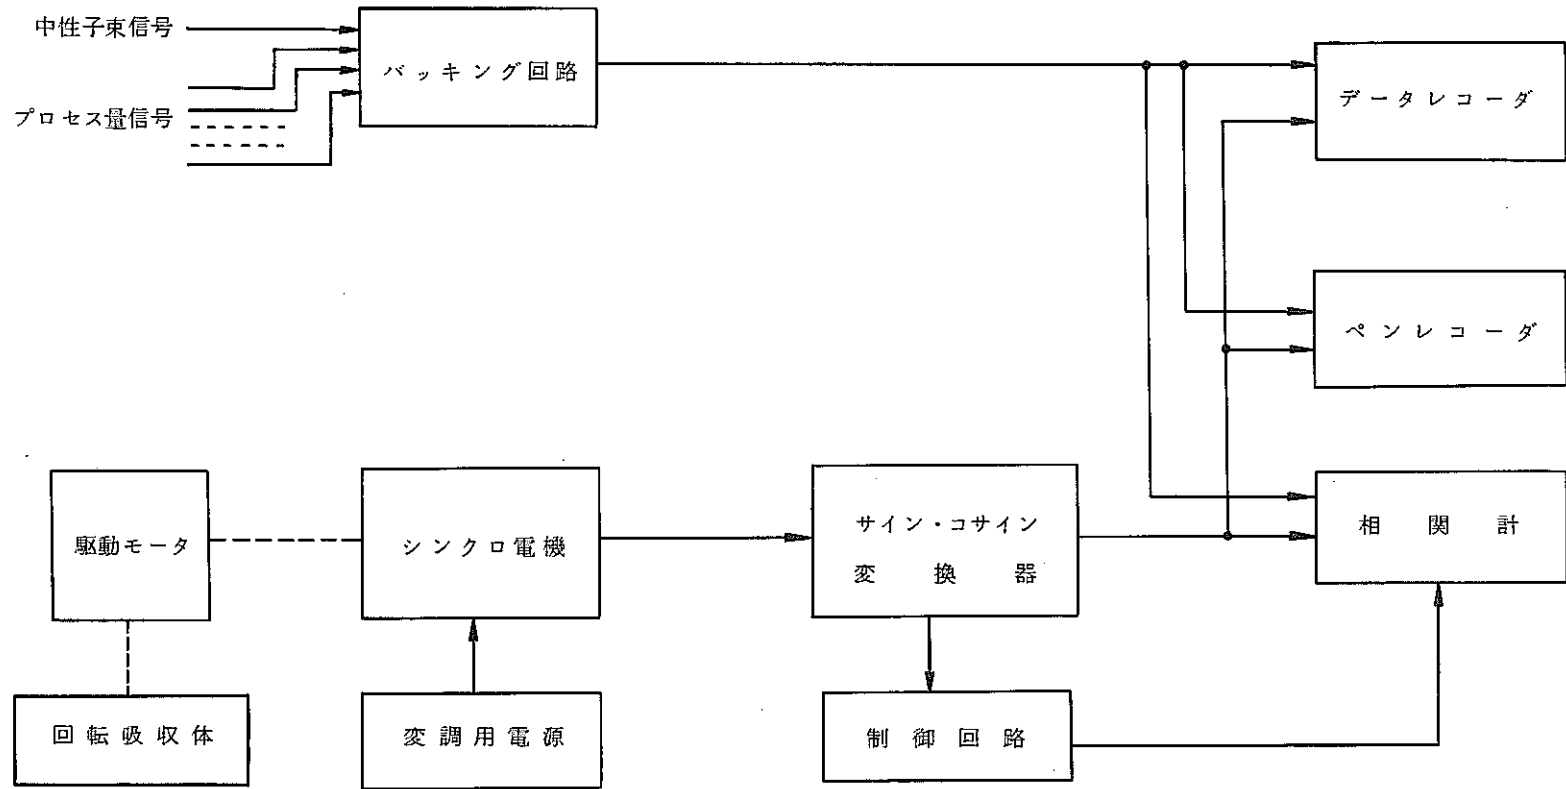 中性子束信号
バッキング回路
データレコーダ
プロセス量信号
ペンレコーダ
駆動モータ
シンクロ電機
サイン・コサイン
変換器
相関計
回転吸収体
変調用電源
制御回路